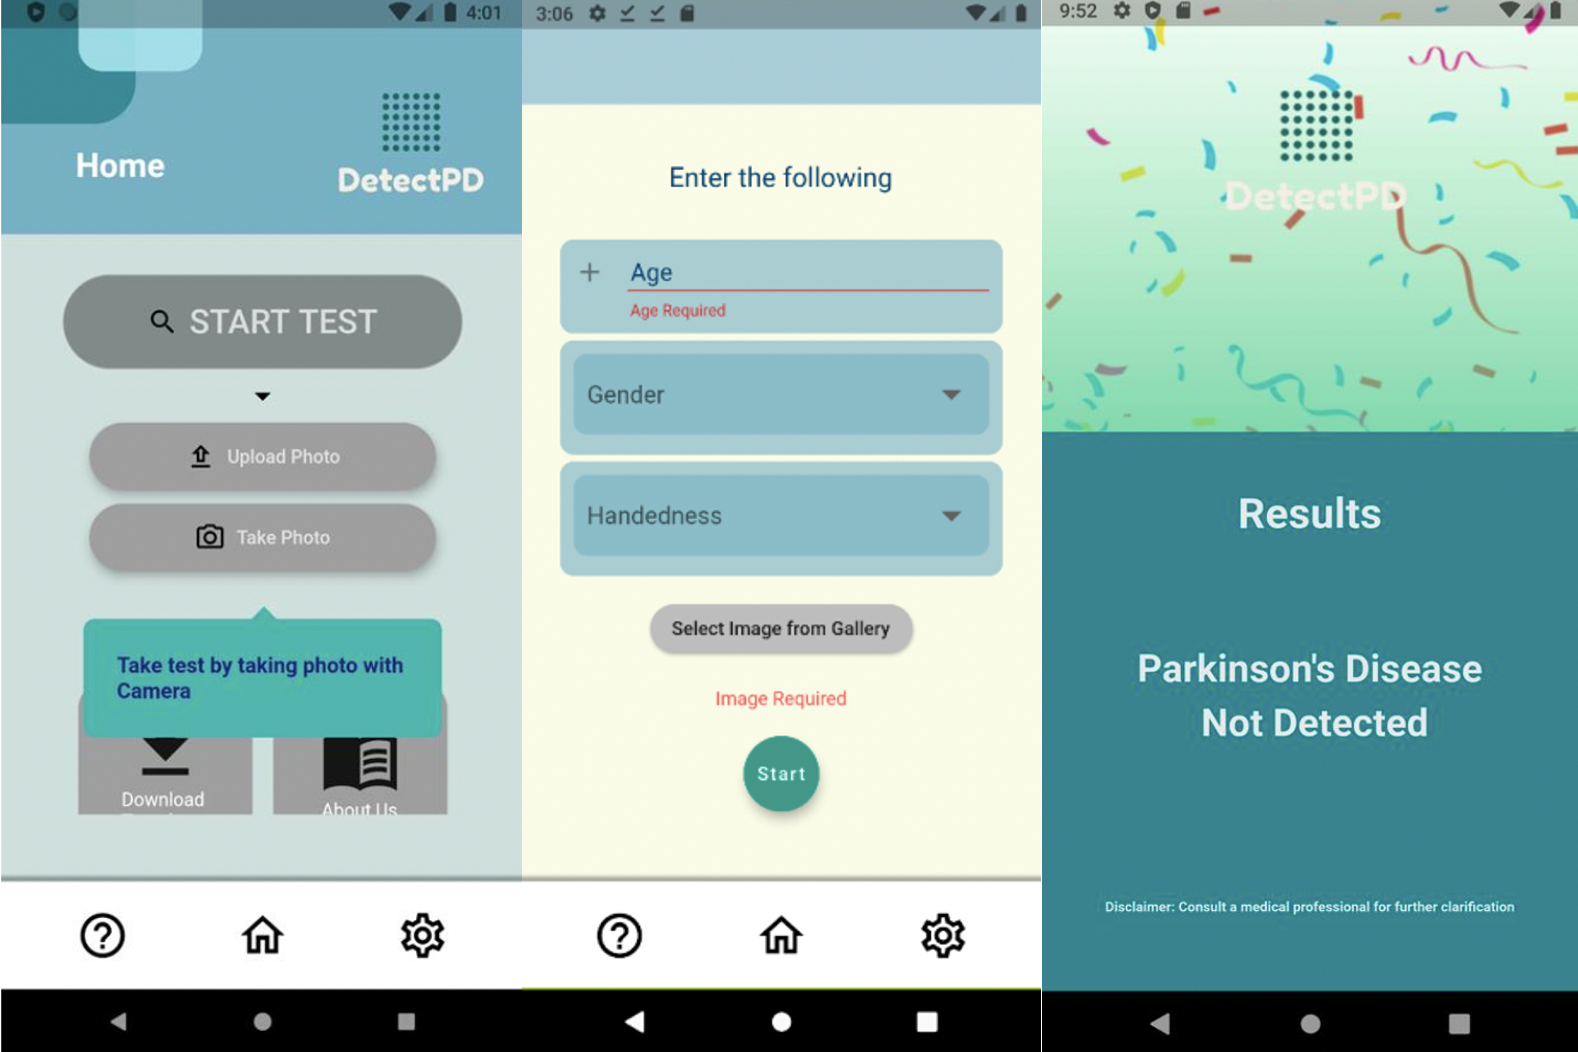 4:01
Home
DetectPD
START TEST
Upload Photo
Take Photo
Take test by taking photo with
Camera
Download
About Us
3:06
Enter the following
Age
Age Required
Gender
Handedness
Select Image from Gallery
Image Required
Start
9:52
DetectPD
Results
Parkinson's Disease
Not Detected
Disclaimer: Consult a medical professional for further clarification